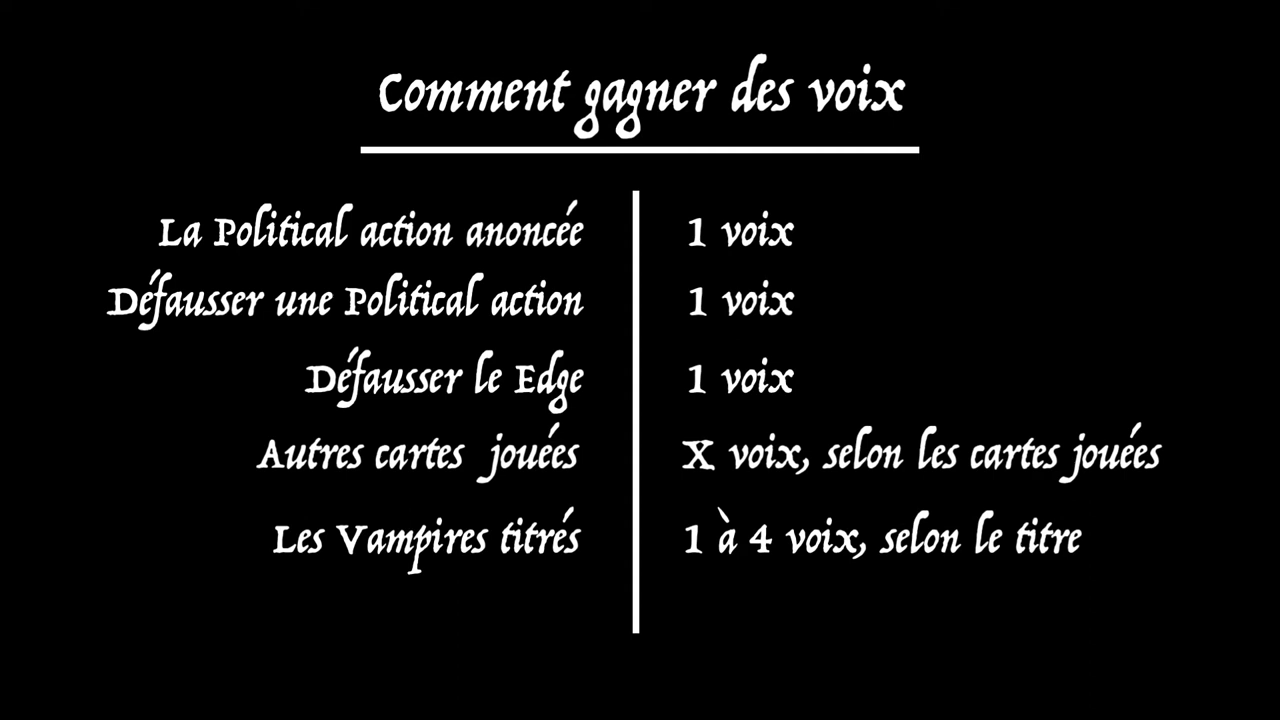 Comment gagner des voix
La Political action anoncée 1 voix
Défausser une Political action 1 voix
Défausser le Edge 1 voix
Autres cartes jouées X voix, selon les cartes jouées
Les Vampires titrés 1 à 4 voix, selon le titre